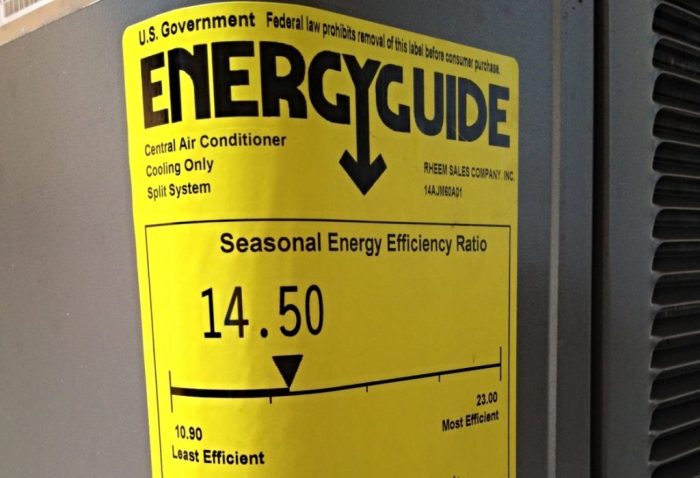 U.S. Government Federal law prohibits removal of this label before consumer purchase.
ENERGYGUIDE
Central Air Conditioner
Cooling Only
Split System
RHEEM SALES COMPANY, INC.
14AJM60A01
Seasonal Energy Efficiency Ratio
14.50
10.90
Least Efficient
23.00
Most Efficient